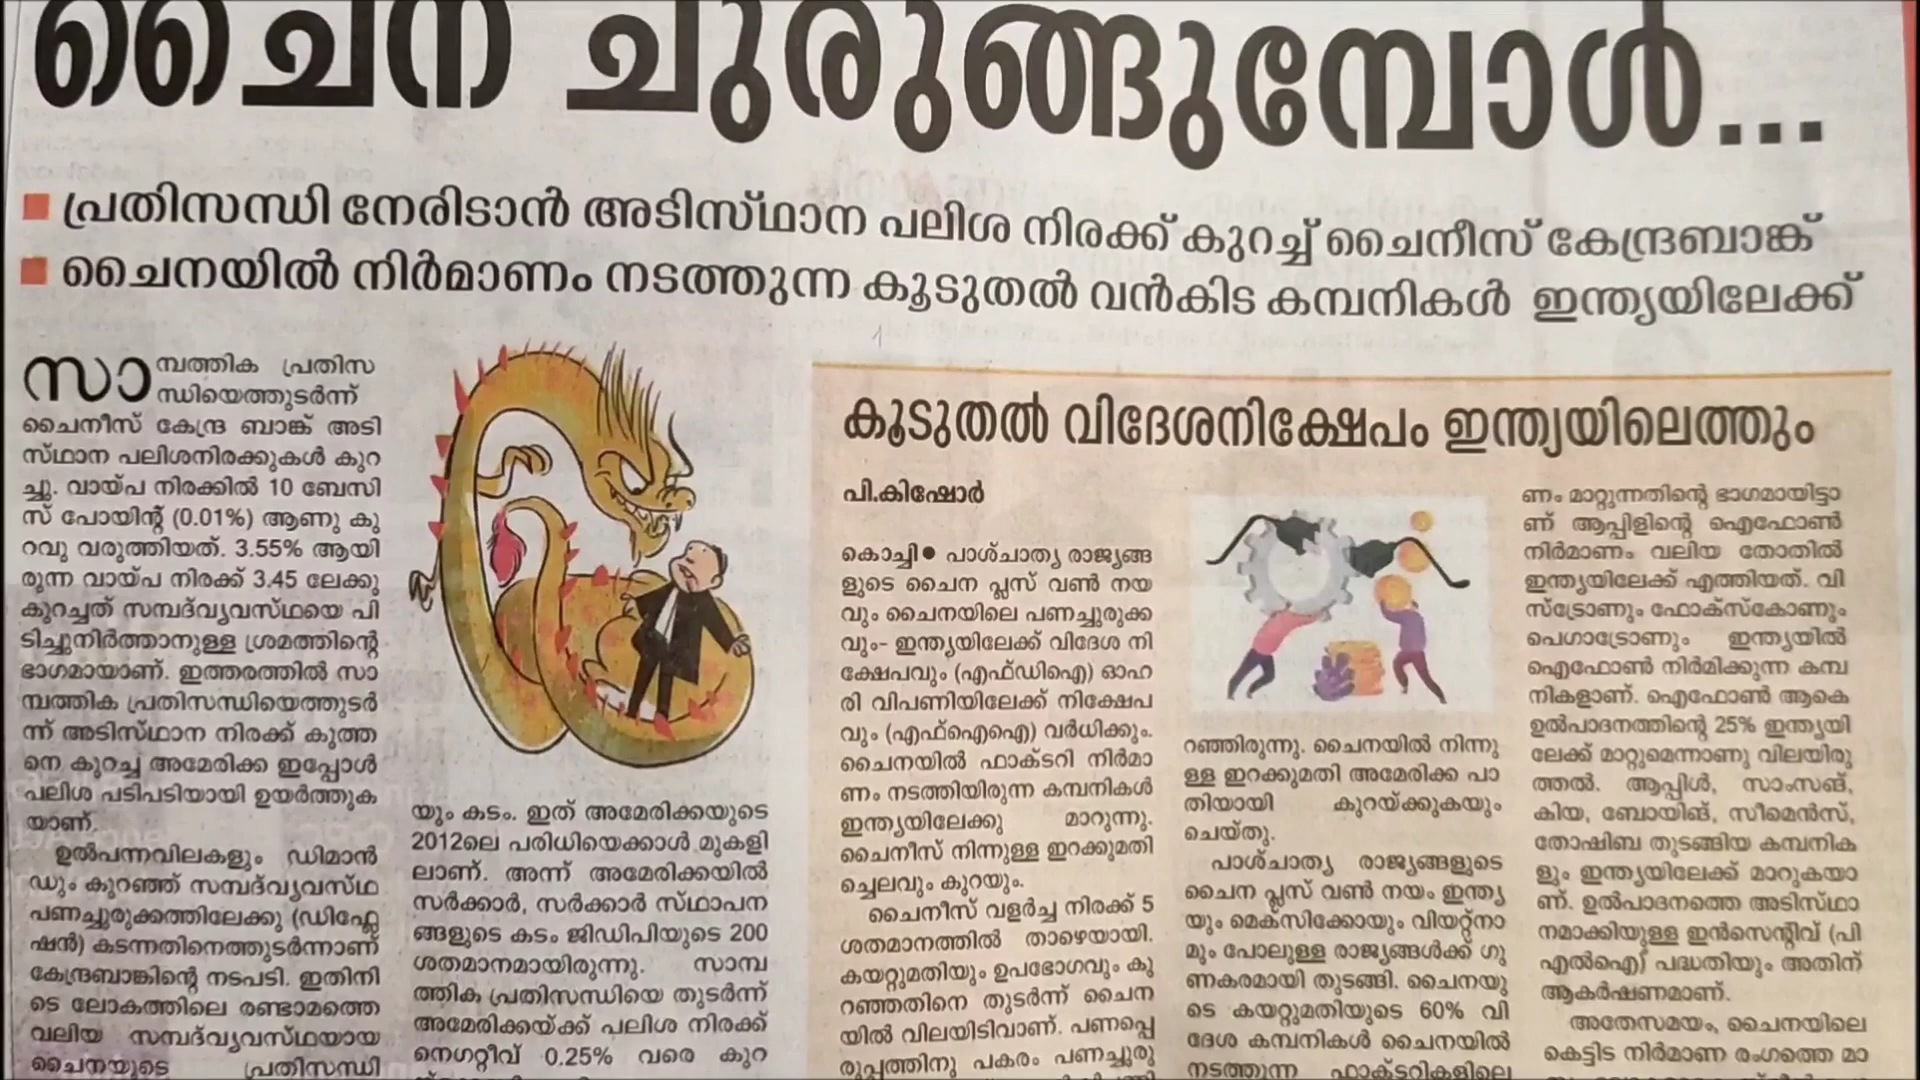 ചൈന ചുരുങ്ങുമ്പോൾ...
പ്രതിസന്ധി നേരിടാൻ അടിസ്ഥാന പലിശ നിരക്ക് കുറച്ച് ചൈനീസ് കേന്ദ്രബാങ്ക്
ചൈനയിൽ നിർമാണം നടത്തുന്ന കൂടുതൽ വൻകിട കമ്പനികൾ ഇന്ത്യയിലേക്ക്
സാമ്പത്തിക പ്രതിസ
ന്ധിയെത്തുടർന്ന്
ചൈനീസ് കേന്ദ്ര ബാങ്ക് അടി
സ്ഥാന പലിശനിരക്കുകൾ കുറ
ച്ചു. വായ്പ നിരക്കിൽ 10 ബേസി
സ് പോയിന്റ് (0.01%) ആണു കു
റവു വരുത്തിയത്. 3.55% ആയി
രുന്ന വായ്പ നിരക്ക് 3.45 ലേക്കു
കുറച്ചത് സമ്പദ്‌വ്യവസ്ഥയെ പി
ടിച്ചുനിർത്താനുള്ള ശ്രമത്തിന്റെ
ഭാഗമായാണ്. ഇത്തരത്തിൽ സാ
മ്പത്തിക പ്രതിസന്ധിയെത്തുടർ
ന്ന് അടിസ്ഥാന നിരക്ക് കുത്ത
നെ കുറച്ച അമേരിക്ക ഇപ്പോൾ
പലിശ പടിപടിയായി ഉയർത്തുക
യാണ്.
ഉൽപന്നവിലകളും ഡിമാൻ
ഡും കുറഞ്ഞ് സമ്പദ്‌വ്യവസ്ഥ
പണച്ചുരുക്കത്തിലേക്കു (ഡിഫ്ലേ
ഷൻ) കടന്നതിനെത്തുടർന്നാണ്
കേന്ദ്രബാങ്കിന്റെ നടപടി. ഇതിനി
ടെ ലോകത്തിലെ രണ്ടാമത്തെ
വലിയ സമ്പദ്‌വ്യവസ്ഥയായ
ചൈനയുടെ പ്രതിസന്ധി
യും കടം. ഇത് അമേരിക്കയുടെ
2012ലെ പരിധിയെക്കാൾ മുകളി
ലാണ്. അന്ന് അമേരിക്കയിൽ
സർക്കാർ, സർക്കാർ സ്ഥാപന
ങ്ങളുടെ കടം ജിഡിപിയുടെ 200
ശതമാനമായിരുന്നു. സാമ്പ
ത്തിക പ്രതിസന്ധിയെ തുടർന്ന്
അമേരിക്കയ്ക്ക് പലിശ നിരക്ക്
നെഗറ്റീവ് 0.25% വരെ കുറ
കൂടുതൽ വിദേശനിക്ഷേപം ഇന്ത്യയിലെത്തും
പി.കിഷോർ
കൊച്ചി● പാശ്ചാത്യ രാജ്യങ്ങ
ളുടെ ചൈന പ്ലസ് വൺ നയ
വും ചൈനയിലെ പണച്ചുരുക്ക
വും– ഇന്ത്യയിലേക്ക് വിദേശ നി
ക്ഷേപവും (എഫ്ഡിഐ) ഓഹ
രി വിപണിയിലേക്ക് നിക്ഷേപ
വും (എഫ്ഐഐ) വർധിക്കും.
ചൈനയിൽ ഫാക്ടറി നിർമാ
ണം നടത്തിയിരുന്ന കമ്പനികൾ
ഇന്ത്യയിലേക്കു മാറുന്നു.
ചൈനീസ് നിന്നുള്ള ഇറക്കുമതി
ച്ചെലവും കുറയും.
ചൈനീസ് വളർച്ച നിരക്ക് 5
ശതമാനത്തിൽ താഴെയായി.
കയറ്റുമതിയും ഉപഭോഗവും കു
റഞ്ഞതിനെ തുടർന്ന് ചൈന
യിൽ വിലയിടിവാണ്. പണപ്പെ
രുപ്പത്തിനു പകരം പണച്ചുരു
റഞ്ഞിരുന്നു. ചൈനയിൽ നിന്നു
ള്ള ഇറക്കുമതി അമേരിക്ക പാ
തിയായി കുറയ്ക്കുകയും
ചെയ്തു.
പാശ്ചാത്യ രാജ്യങ്ങളുടെ
ചൈന പ്ലസ് വൺ നയം ഇന്ത്യ
യും മെക്സിക്കോയും വിയറ്റ്നാ
മും പോലുള്ള രാജ്യങ്ങൾക്ക് ഗു
ണകരമായി തുടങ്ങി. ചൈനയു
ടെ കയറ്റുമതിയുടെ 60% വി
ദേശ കമ്പനികൾ ചൈനയിൽ
നടത്തുന്ന ഫാക്ടറികളിലെ
ണം മാറ്റുന്നതിന്റെ ഭാഗമായിട്ടാ
ണ് ആപ്പിളിന്റെ ഐഫോൺ
നിർമാണം വലിയ തോതിൽ
ഇന്ത്യയിലേക്ക് എത്തിയത്. വി
സ്ട്രോണും ഫോക്സ്കോണും
പെഗാട്രോണും ഇന്ത്യയിൽ
ഐഫോൺ നിർമിക്കുന്ന കമ്പ
നികളാണ്. ഐഫോൺ ആകെ
ഉൽപാദനത്തിന്റെ 25% ഇന്ത്യയി
ലേക്ക് മാറ്റുമെന്നാണു വിലയിരു
ത്തൽ. ആപ്പിൾ, സാംസങ്,
കിയ, ബോയിങ്, സീമെൻസ്,
തോഷിബ തുടങ്ങിയ കമ്പനിക
ളും ഇന്ത്യയിലേക്ക് മാറുകയാ
ണ്. ഉൽപാദനത്തെ അടിസ്ഥാ
നമാക്കിയുള്ള ഇൻസെന്റിവ് (പി
എൽഐ) പദ്ധതിയും അതിന്
ആകർഷണമാണ്.
അതേസമയം, ചൈനയിലെ
കെട്ടിട നിർമാണ രംഗത്തെ മാ